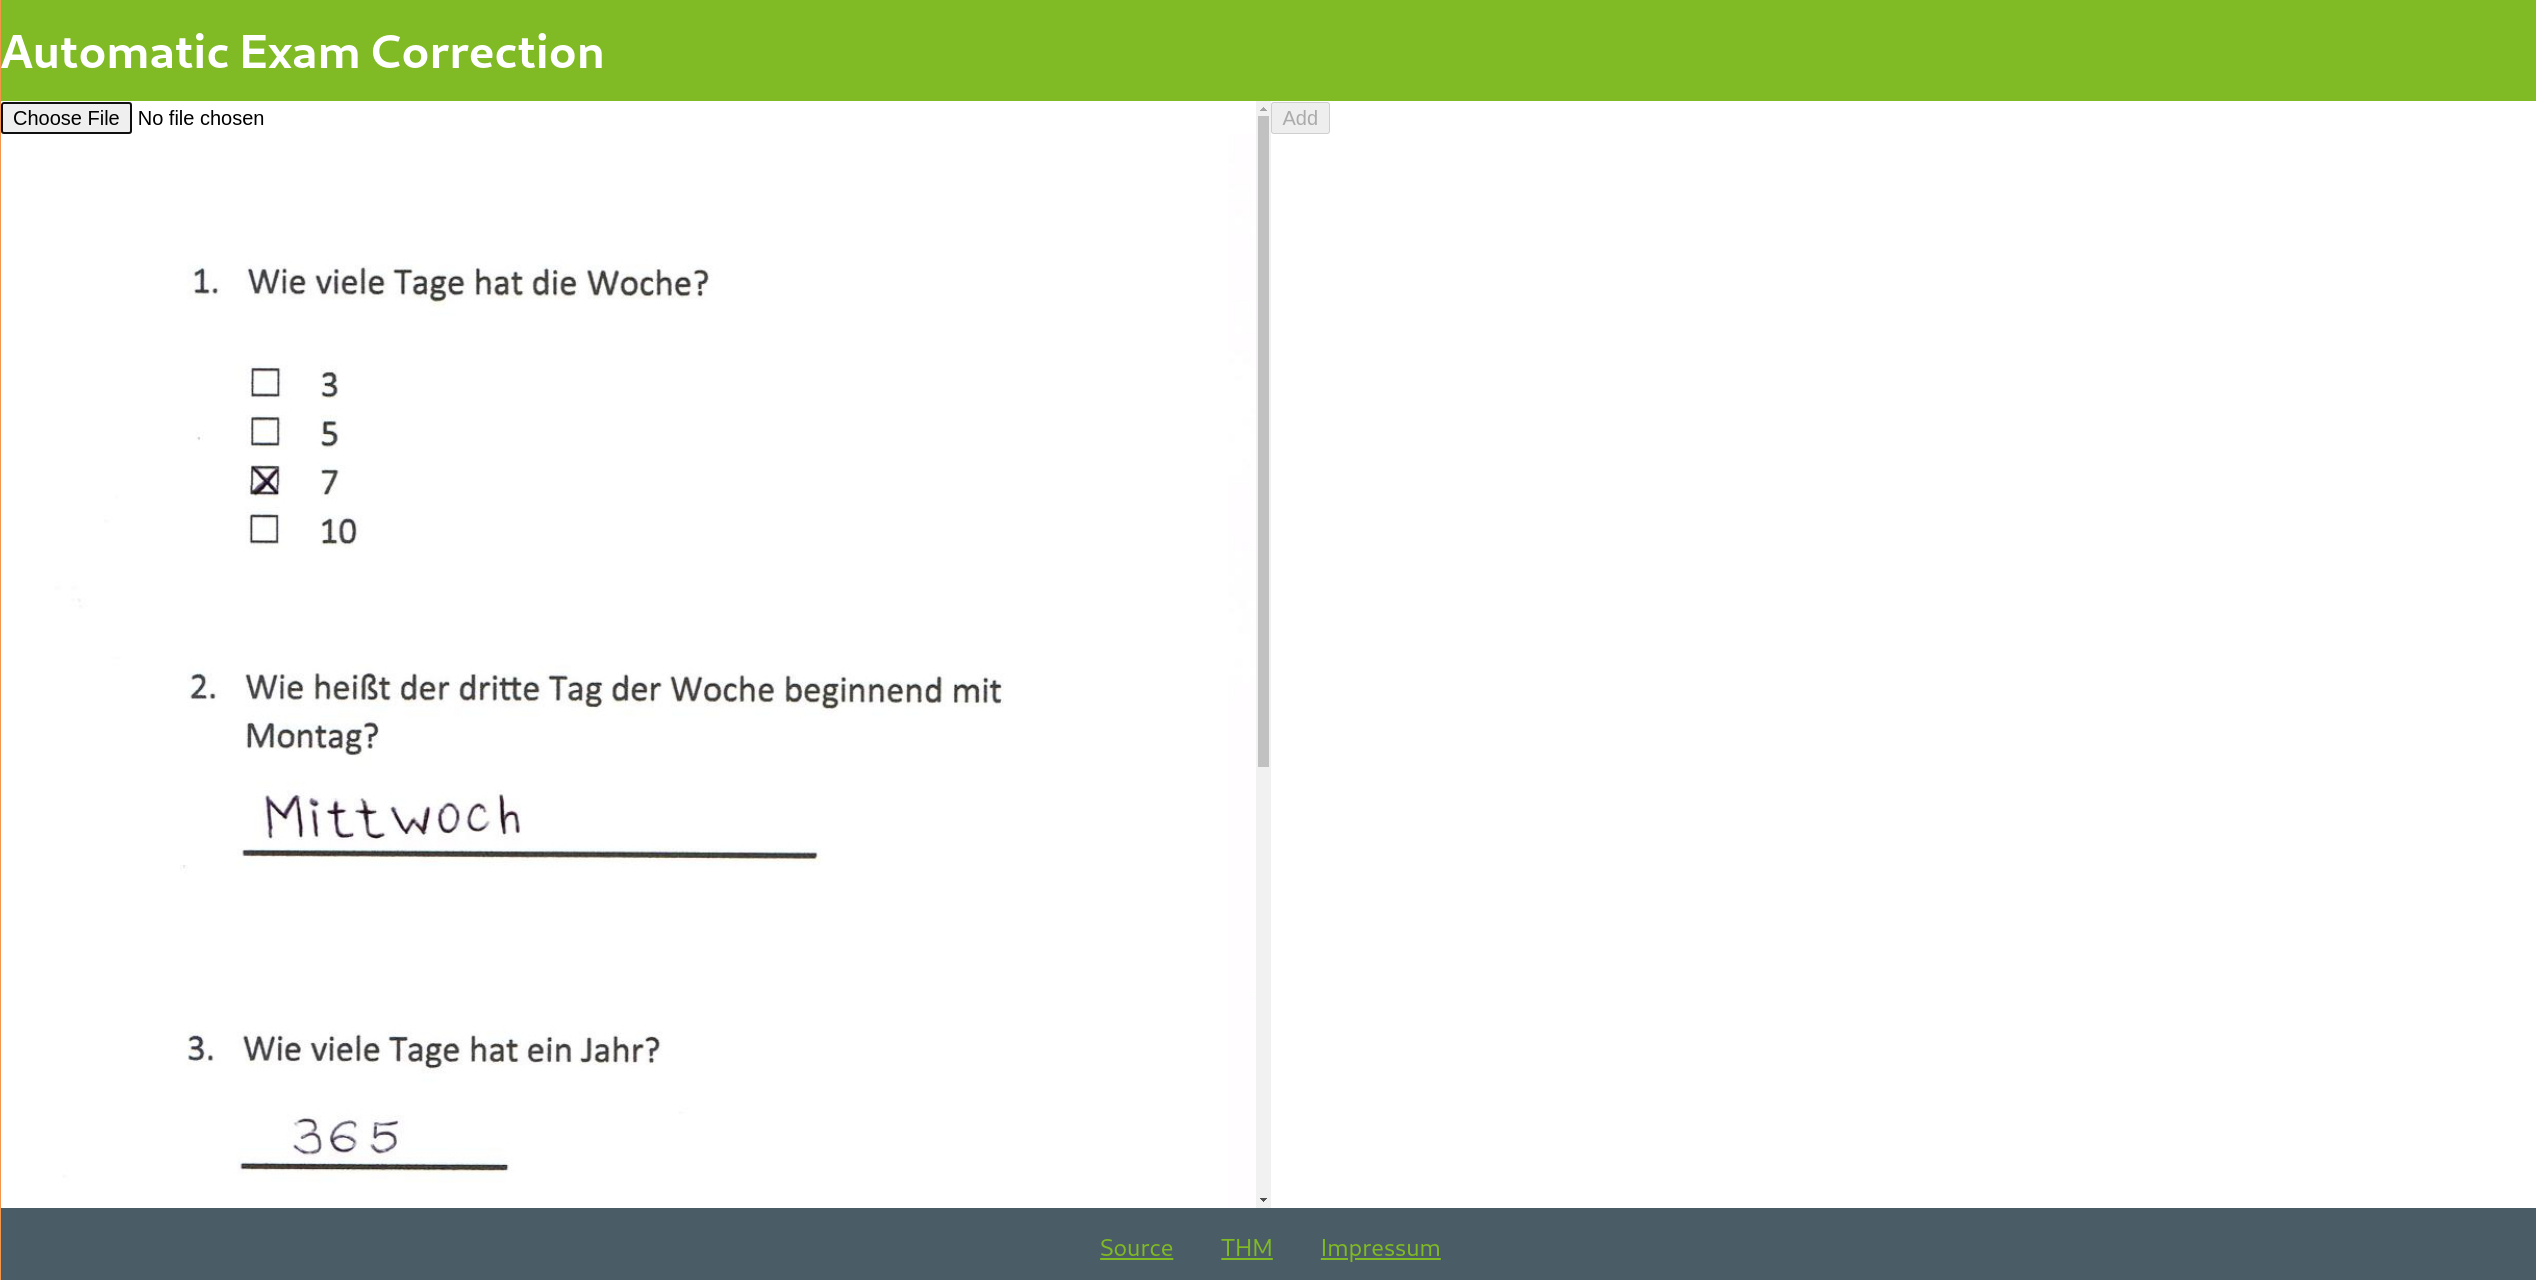 Automatic Exam Correction
Choose File No file chosen
Add
1. Wie viele Tage hat die Woche?
3
5
7
10
2. Wie heißt der dritte Tag der Woche beginnend mit
Montag?
Mittwoch
3. Wie viele Tage hat ein Jahr?
365
Source THM Impressum